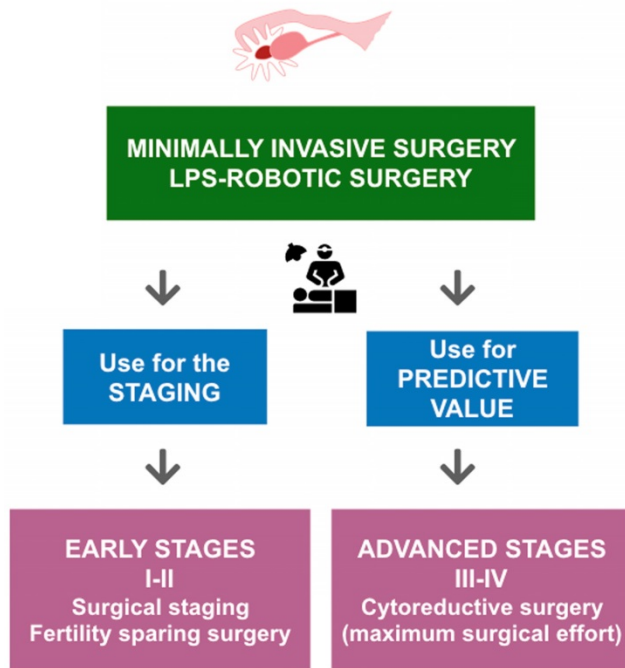 MINIMALLY INVASIVE SURGERY
LPS-ROBOTIC SURGERY
Use for the
STAGING
Use for
PREDICTIVE
VALUE
EARLY STAGES
I-II
Surgical staging
Fertility sparing surgery
ADVANCED STAGES
III-IV
Cytoreductive surgery
(maximum surgical effort)